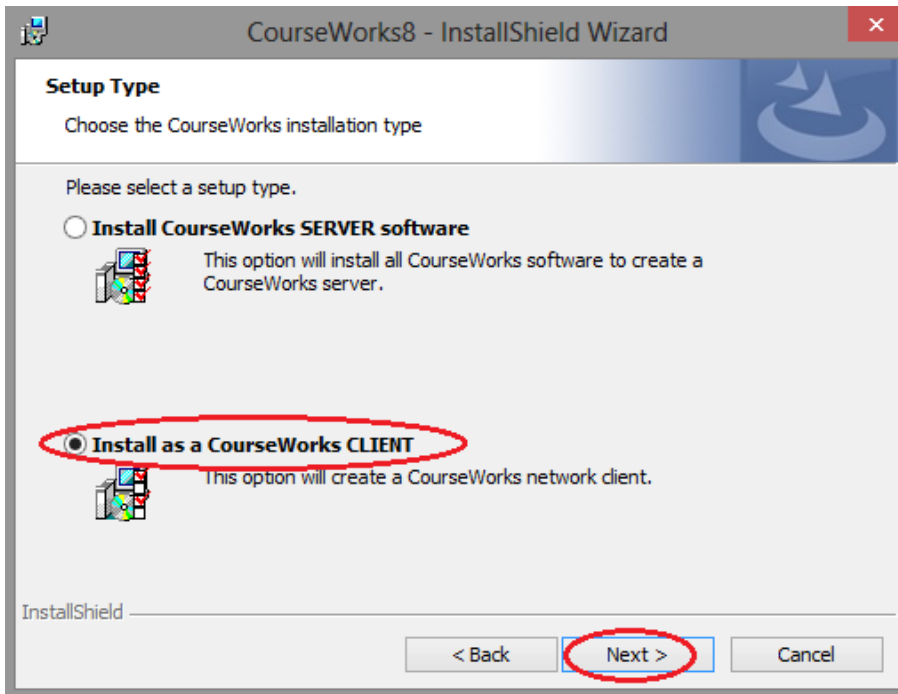 CourseWorks8 - InstallShield Wizard
Setup Type
Choose the CourseWorks installation type
Please select a setup type.
Install CourseWorks SERVER software
This option will install all CourseWorks software to create a
CourseWorks server.
Install as a CourseWorks CLIENT
This option will create a CourseWorks network client.
InstallShield
< Back Next > Cancel